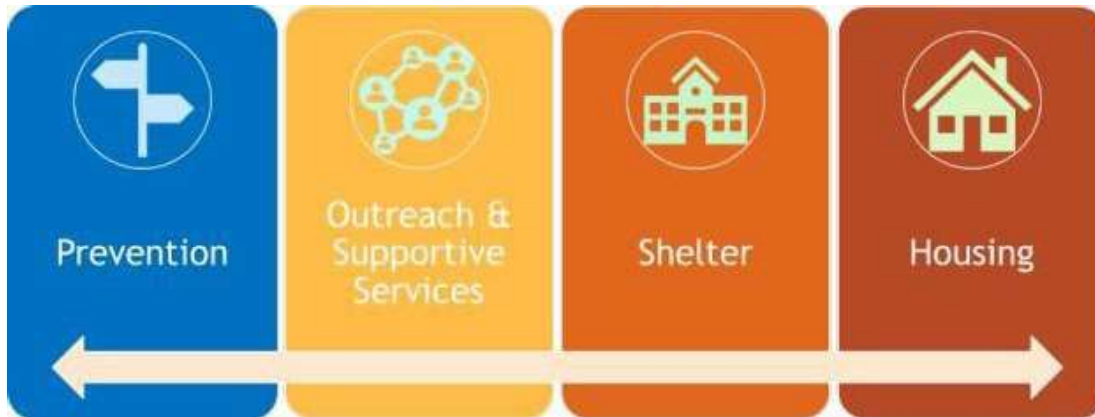 Prevention
Outreach &
Supportive
Services
Shelter
Housing